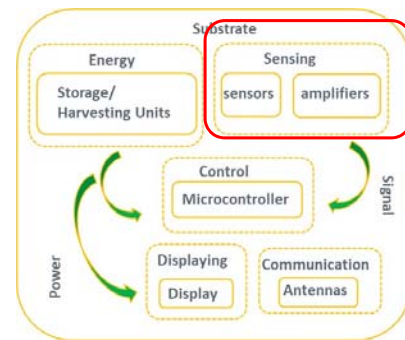 Substrate
Energy
Storage/
Harvesting Units
Sensing
sensors
amplifiers
Control
Microcontroller
Signal
Power
Displaying
Display
Communication
Antennas